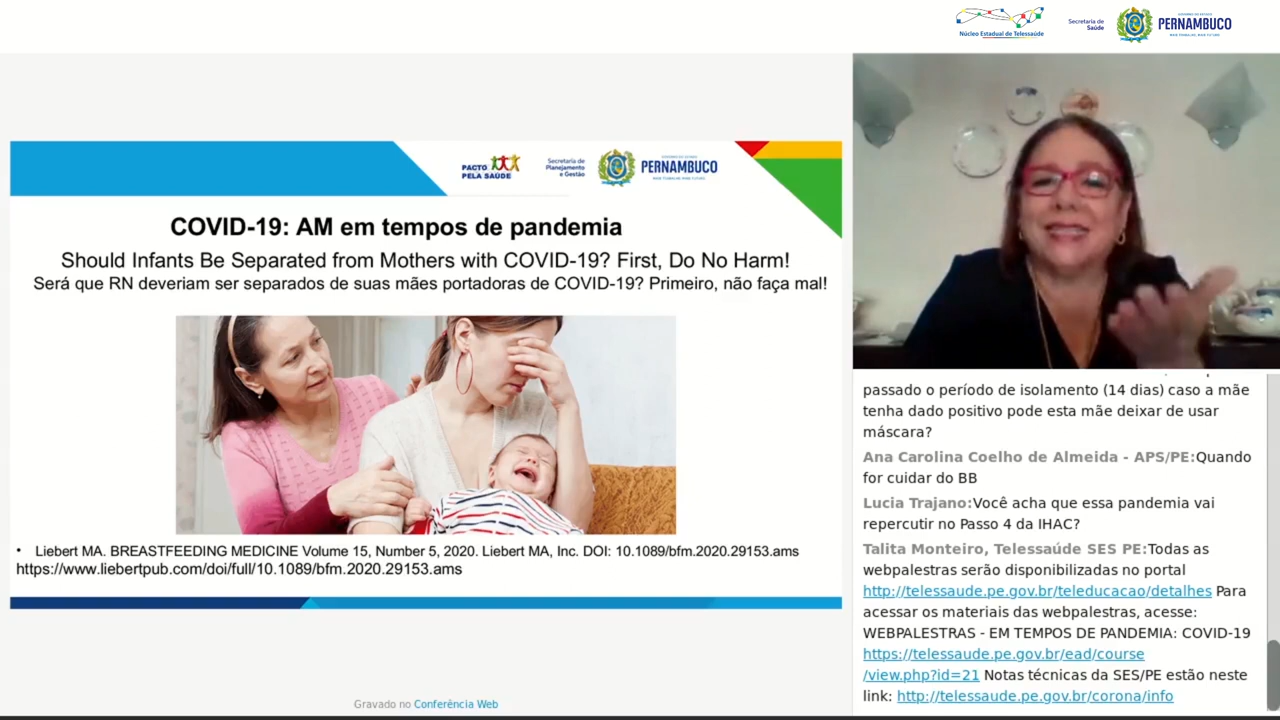 Núcleo Estadual de Telessaúde
Secretaria de
Saúde
PERNAMBUCO
PACTO
PELA SAÚDE
Secretaria de
Planejamento
e Gestão
PERNAMBUCO
COVID-19: AM em tempos de pandemia
Should Infants Be Separated from Mothers with COVID-19? First, Do No Harm!
Será que RN deveriam ser separados de suas mães portadoras de COVID-19? Primeiro, não faça mal!
• Liebert MA. BREASTFEEDING MEDICINE Volume 15, Number 5, 2020. Liebert MA, Inc. DOI: 10.1089/bfm.2020.29153.ams
https://www.liebertpub.com/doi/full/10.1089/bfm.2020.29153.ams
Gravado no Conferência Web
passado o período de isolamento (14 dias) caso a mãe
tenha dado positivo pode esta mãe deixar de usar
máscara?
Ana Carolina Coelho de Almeida - APS/PE:Quando
for cuidar do BB
Lucia Trajano:Você acha que essa pandemia vai
repercutir no Passo 4 da IHAC?
Talita Monteiro, Telessaúde SES PE:Todas as
webpalestras serão disponibilizadas no portal
http://telessaude.pe.gov.br/teleducacao/detalhes Para
acessar os materiais das webpalestras, acesse:
WEBPALESTRAS - EM TEMPOS DE PANDEMIA: COVID-19
https://telessaude.pe.gov.br/ead/course
/view.php?id=21 Notas técnicas da SES/PE estão neste
link: http://telessaude.pe.gov.br/corona/info